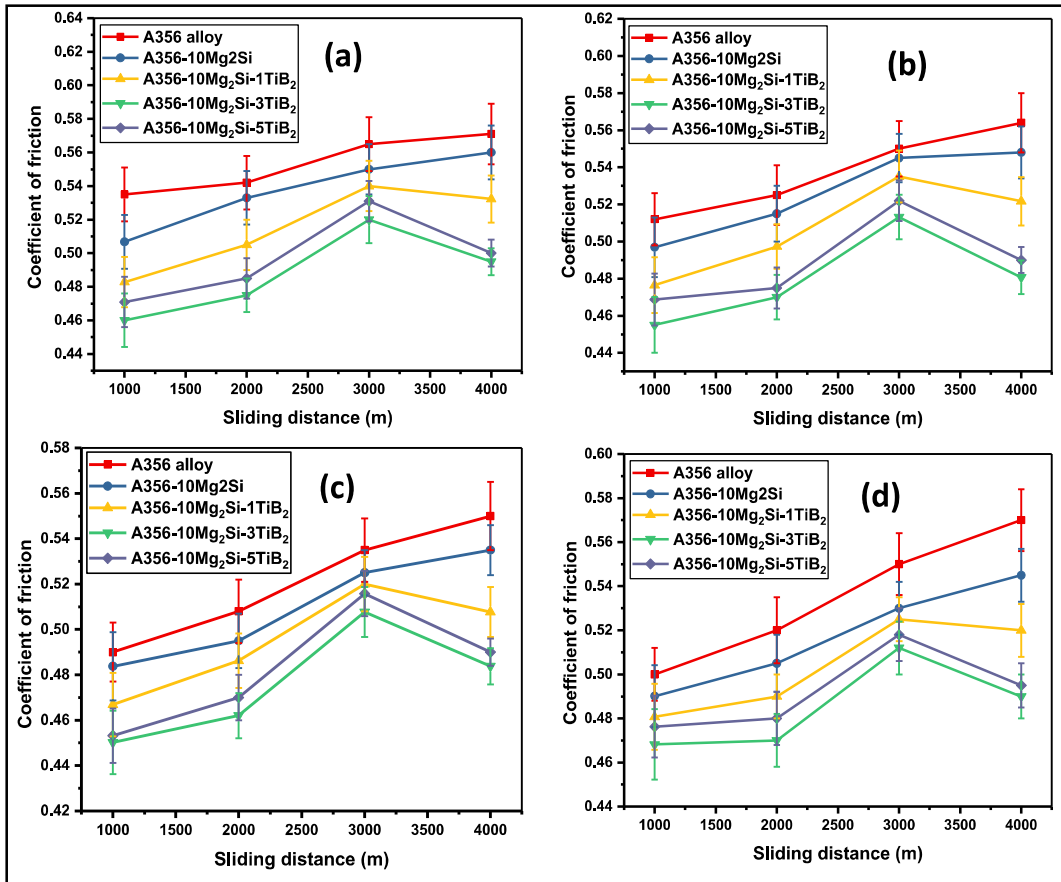 (a)
A356 alloy
A356-10Mg2Si
A356-10Mg₂Si-1TiB₂
A356-10Mg₂Si-3TiB₂
A356-10Mg₂Si-5TiB₂
Coefficient of friction
0.64
0.62
0.60
0.58
0.56
0.54
0.52
0.50
0.48
0.46
0.44
1000 1500 2000 2500 3000 3500 4000
Sliding distance (m)
(b)
A356 alloy
A356-10Mg2Si
A356-10Mg₂Si-1TiB₂
A356-10Mg₂Si-3TiB₂
A356-10Mg₂Si-5TiB₂
Coefficient of friction
0.62
0.60
0.58
0.56
0.54
0.52
0.50
0.48
0.46
0.44
1000 1500 2000 2500 3000 3500 4000
Sliding distance (m)
(c)
A356 alloy
A356-10Mg2Si
A356-10Mg₂Si-1TiB₂
A356-10Mg₂Si-3TiB₂
A356-10Mg₂Si-5TiB₂
Coefficient of friction
0.58
0.56
0.54
0.52
0.50
0.48
0.46
0.44
0.42
1000 1500 2000 2500 3000 3500 4000
Sliding distance (m)
(d)
A356 alloy
A356-10Mg2Si
A356-10Mg₂Si-1TiB₂
A356-10Mg₂Si-3TiB₂
A356-10Mg₂Si-5TiB₂
Coefficient of friction
0.60
0.58
0.56
0.54
0.52
0.50
0.48
0.46
0.44
1000 1500 2000 2500 3000 3500 4000
Sliding distance (m)